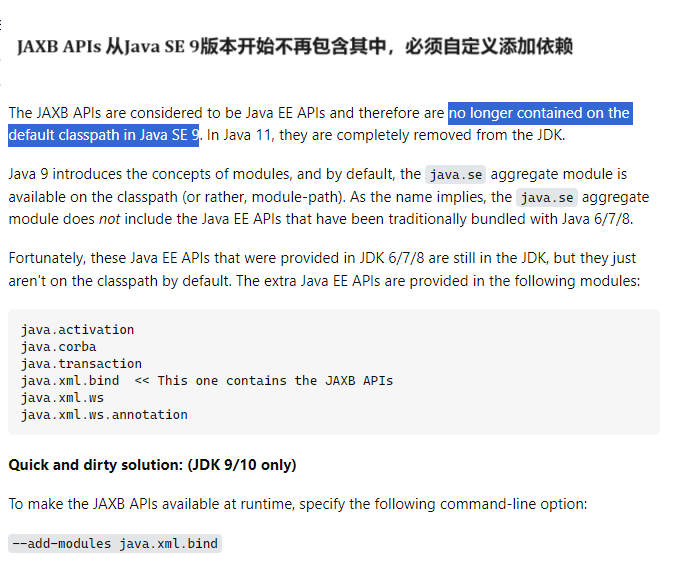 JAXB APIs 从Java SE 9版本开始不再包含其中，必须自定义添加依赖
The JAXB APIs are considered to be Java EE APIs and therefore are no longer contained on the
default classpath in Java SE 9. In Java 11, they are completely removed from the JDK.
Java 9 introduces the concepts of modules, and by default, the java.se aggregate module is
available on the classpath (or rather, module-path). As the name implies, the java.se aggregate
module does not include the Java EE APIs that have been traditionally bundled with Java 6/7/8.
Fortunately, these Java EE APIs that were provided in JDK 6/7/8 are still in the JDK, but they just
aren't on the classpath by default. The extra Java EE APIs are provided in the following modules:
java.activation
java.corba
java.transaction
java.xml.bind  << This one contains the JAXB APIs
java.xml.ws
java.xml.ws.annotation
Quick and dirty solution: (JDK 9/10 only)
To make the JAXB APIs available at runtime, specify the following command-line option:
--add-modules java.xml.bind